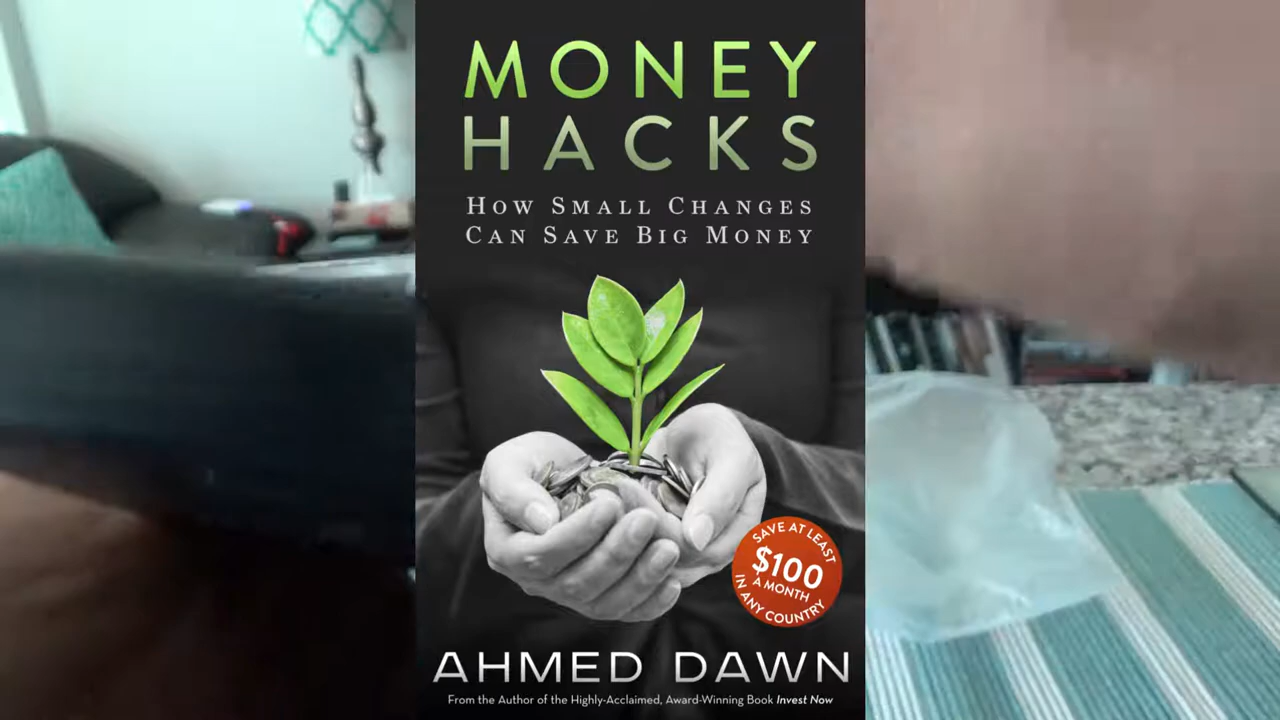 MONEY
HACKS
HOW SMALL CHANGES
CAN SAVE BIG MONEY
SAVE AT LEAST
$100
A MONTH
IN ANY COUNTRY
AHMED DAWN
From the Author of the Highly-Acclaimed, Award-Winning Book Invest Now